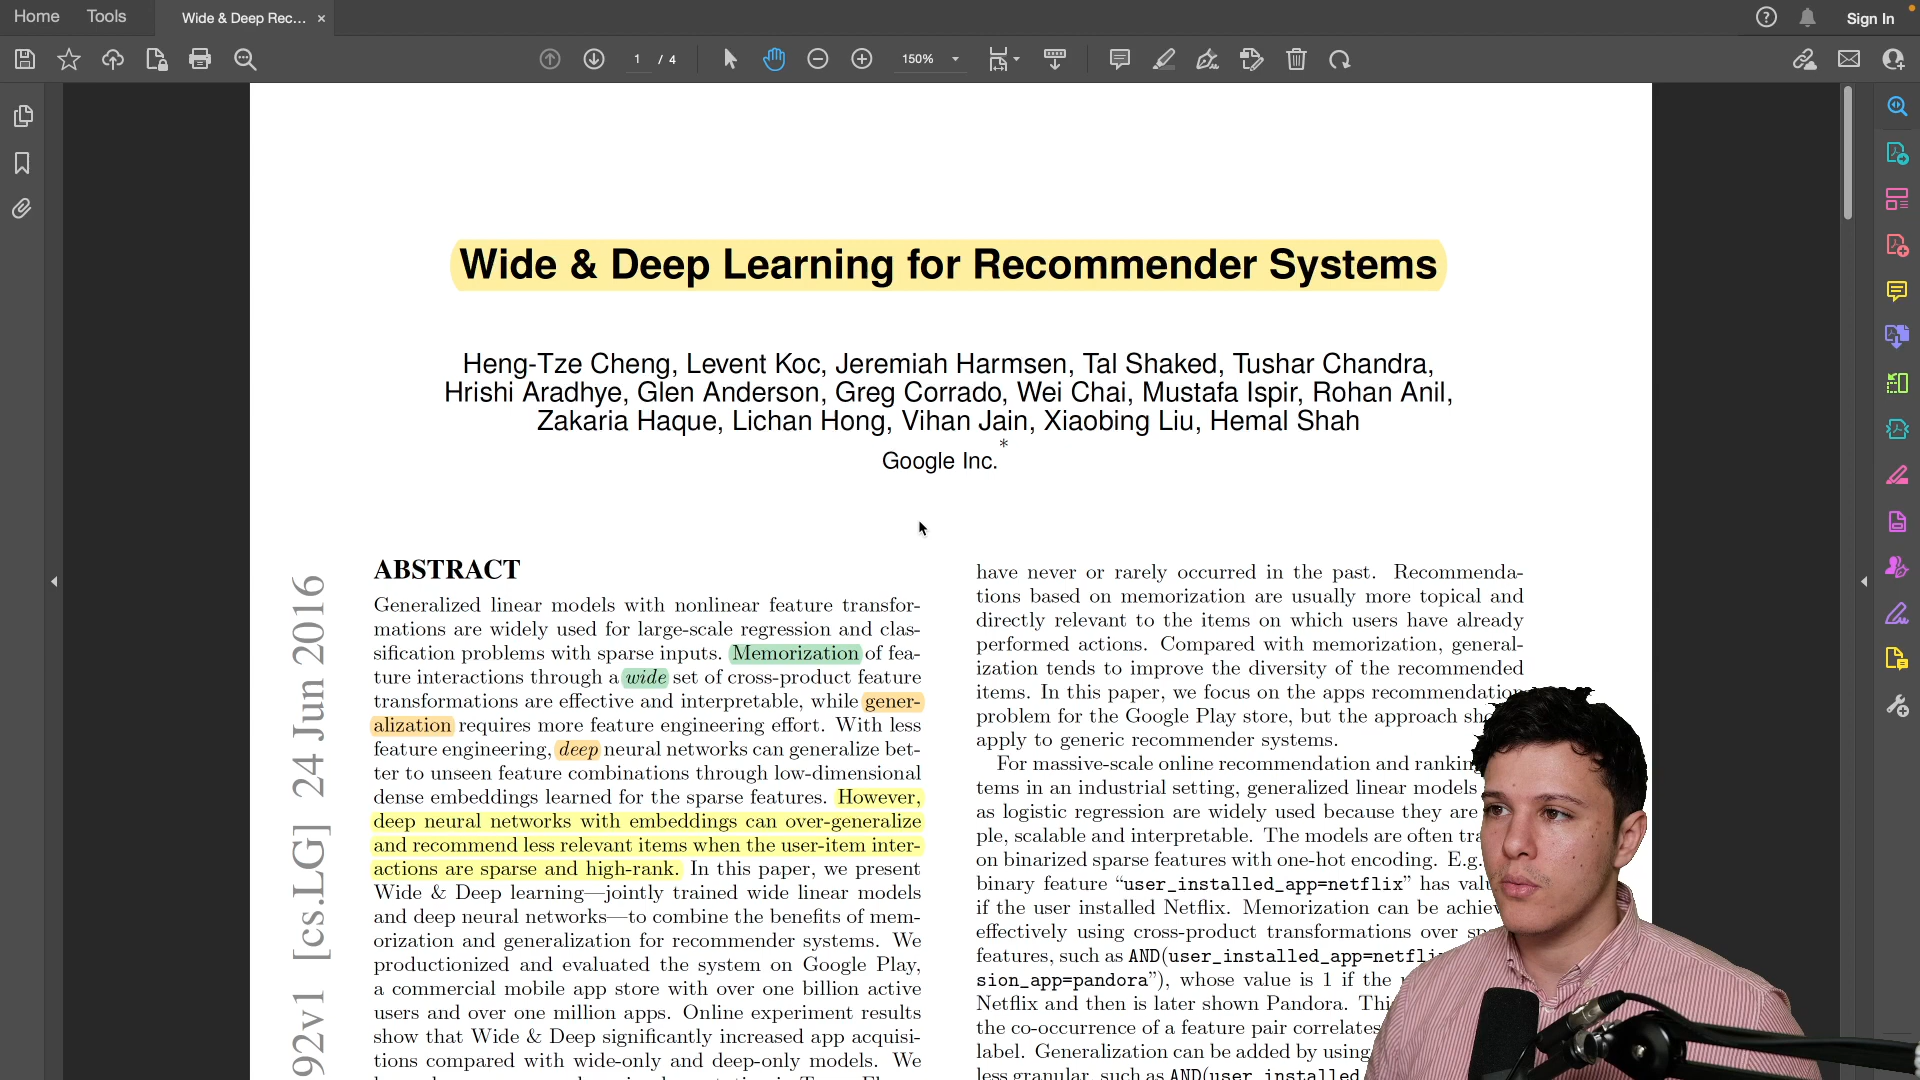 Home
Tools
Wide & Deep Rec...
Sign In
1 / 4
150%
Wide & Deep Learning for Recommender Systems
Heng-Tze Cheng, Levent Koc, Jeremiah Harmsen, Tal Shaked, Tushar Chandra,
Hrishi Aradhye, Glen Anderson, Greg Corrado, Wei Chai, Mustafa Ispir, Rohan Anil,
Zakaria Haque, Lichan Hong, Vihan Jain, Xiaobing Liu, Hemal Shah
*
Google Inc.
92v1 [cs.LG] 24 Jun 2016
ABSTRACT
Generalized linear models with nonlinear feature transfor-
mations are widely used for large-scale regression and clas-
sification problems with sparse inputs. Memorization of fea-
ture interactions through a wide set of cross-product feature
transformations are effective and interpretable, while gener-
alization requires more feature engineering effort. With less
feature engineering, deep neural networks can generalize bet-
ter to unseen feature combinations through low-dimensional
dense embeddings learned for the sparse features. However,
deep neural networks with embeddings can over-generalize
and recommend less relevant items when the user-item inter-
actions are sparse and high-rank. In this paper, we present
Wide & Deep learning—jointly trained wide linear models
and deep neural networks—to combine the benefits of mem-
orization and generalization for recommender systems. We
productionized and evaluated the system on Google Play,
a commercial mobile app store with over one billion active
users and over one million apps. Online experiment results
show that Wide & Deep significantly increased app acquisi-
tions compared with wide-only and deep-only models. We
have never or rarely occurred in the past. Recommenda-
tions based on memorization are usually more topical and
directly relevant to the items on which users have already
performed actions. Compared with memorization, general-
ization tends to improve the diversity of the recommended
items. In this paper, we focus on the apps recommendation
problem for the Google Play store, but the approach
apply to generic recommender systems.
For massive-scale online recommendation and ranking
tems in an industrial setting, generalized linear models
as logistic regression are widely used because they are
ple, scalable and interpretable. The models are often
on binarized sparse features with one-hot encoding. E.g.
binary feature “user_installed_app=netflix” has
if the user installed Netflix. Memorization can be
effectively using cross-product transformations over
features, such as AND(user_installed_app=
sion_app=pandora”), whose value is 1 if the
Netflix and then is later shown Pandora.
the co-occurrence of a feature pair correlates
label. Generalization can be added by using
less granular, such as AND(user_installed